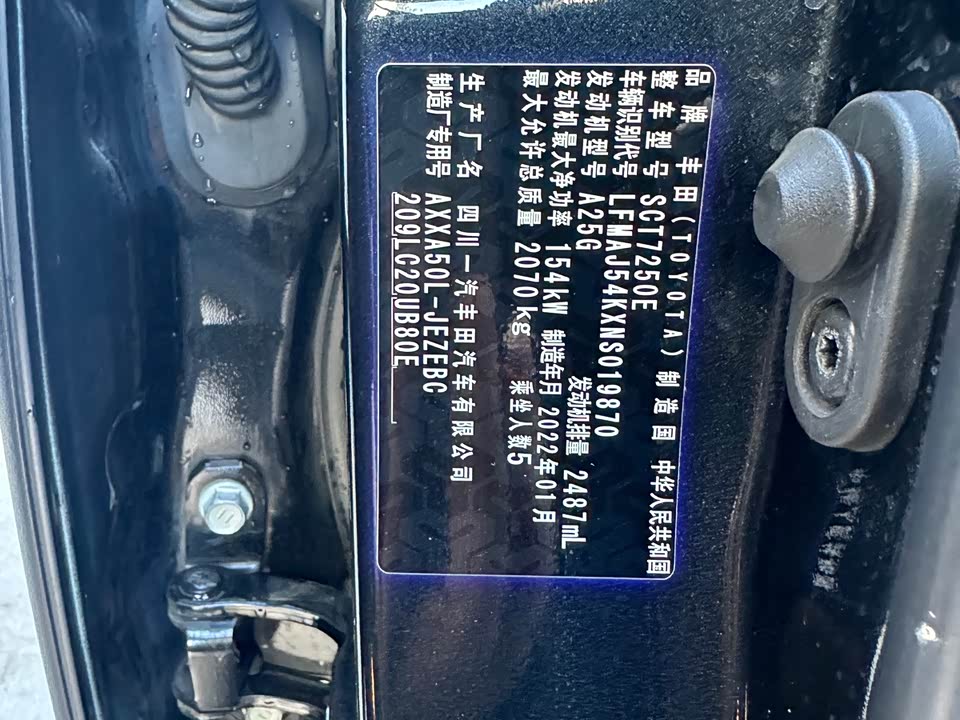 品牌 丰田(TOYOTA) 制造国 中华人民共和国
整车型号 SCT7250E
车辆识别代号 LFMAJ54KXNS019870
发动机型号 A25G 发动机排量 2487mL
发动机最大净功率 154kW 制造年月 2022年01月
最大允许总质量 2070kg 乘坐人数5
生产厂名 四川一汽丰田汽车有限公司
制造厂专用号 AXXA50L-JEZEBC
209LC20UB80E